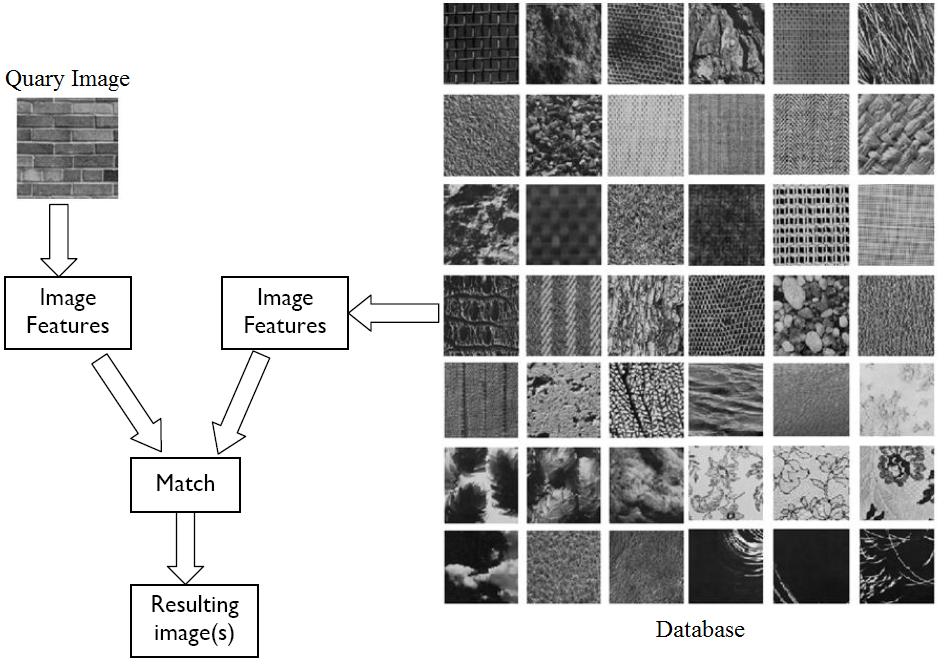 Quary Image
Image
Features
Image
Features
Match
Resulting
image(s)
Database